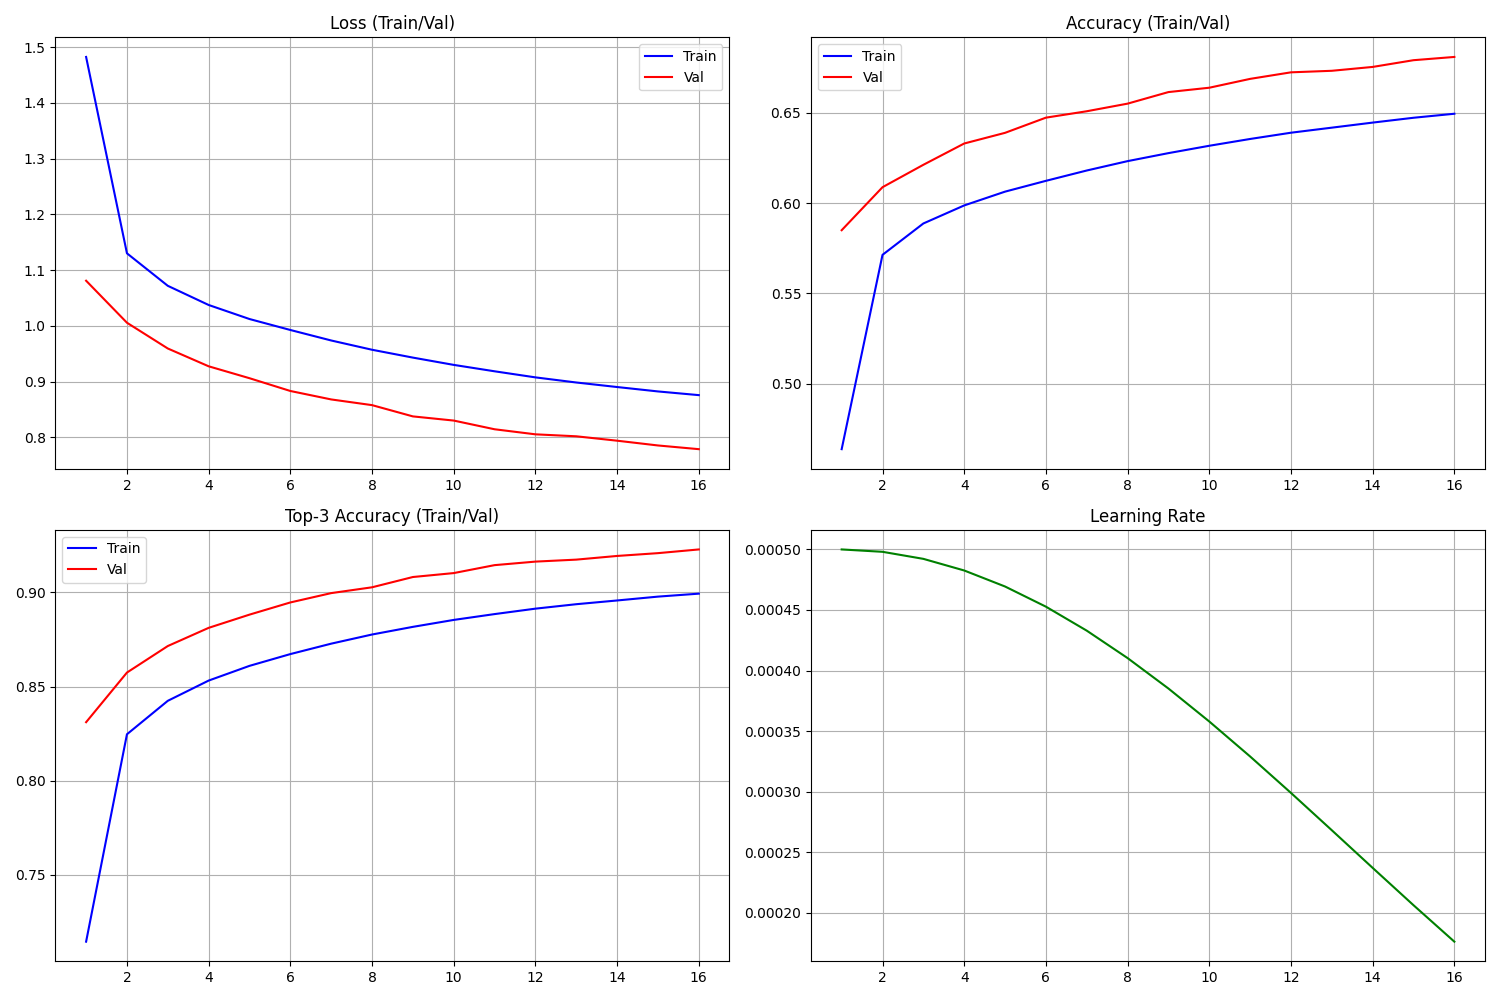 Loss (Train/Val)
1.5
1.4
1.3
1.2
1.1
1.0
0.9
0.8
Train
Val
2 4 6 8 10 12 14 16
Accuracy (Train/Val)
Train
Val
0.65
0.60
0.55
0.50
2 4 6 8 10 12 14 16
Top-3 Accuracy (Train/Val)
Train
Val
0.90
0.85
0.80
0.75
2 4 6 8 10 12 14 16
Learning Rate
0.00050
0.00045
0.00040
0.00035
0.00030
0.00025
0.00020
2 4 6 8 10 12 14 16